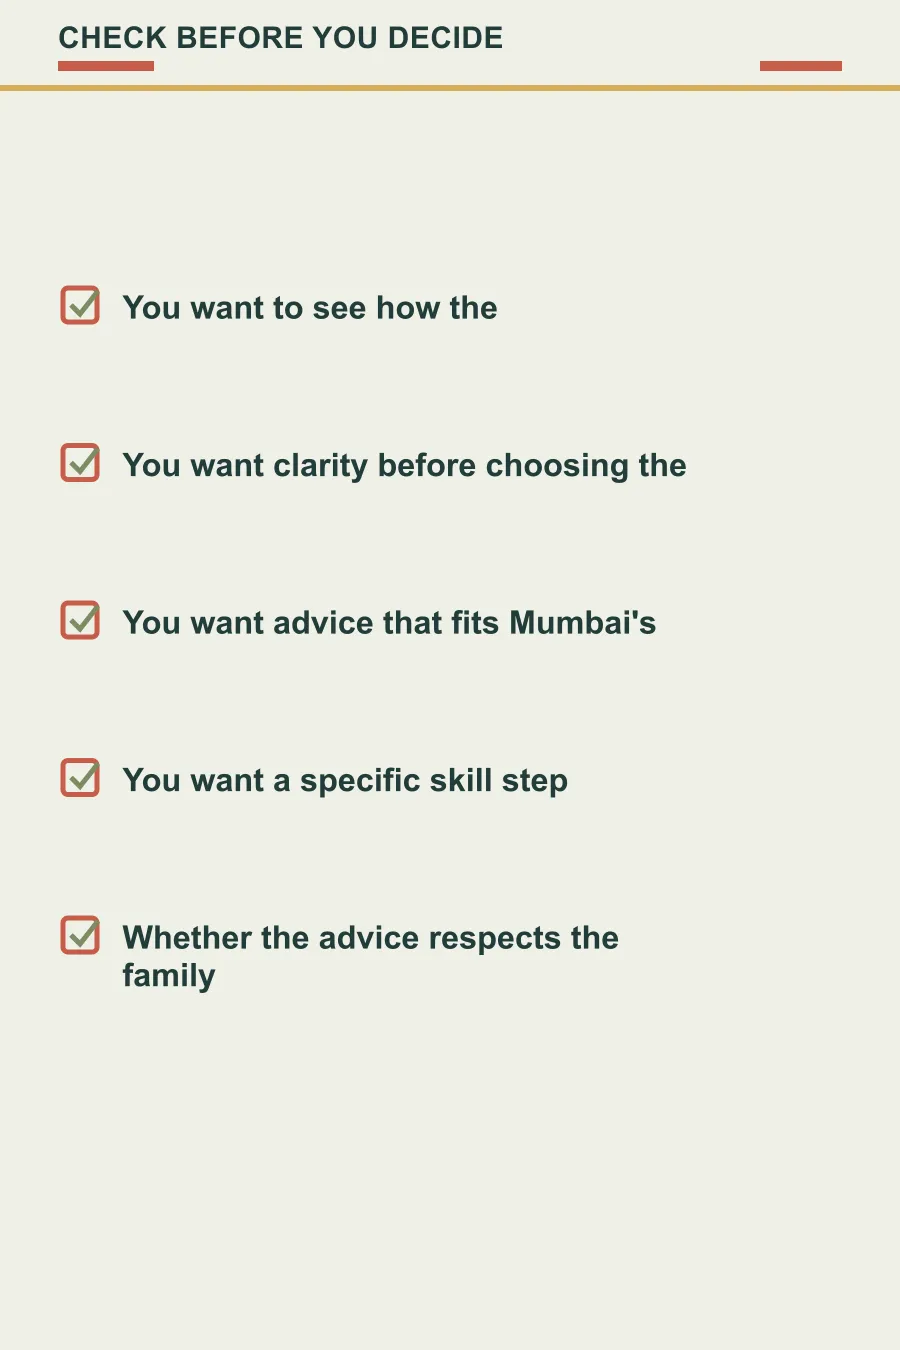 CHECK BEFORE YOU DECIDE
You want to see how the
You want clarity before choosing the
You want advice that fits Mumbai's
You want a specific skill step
Whether the advice respects the
family